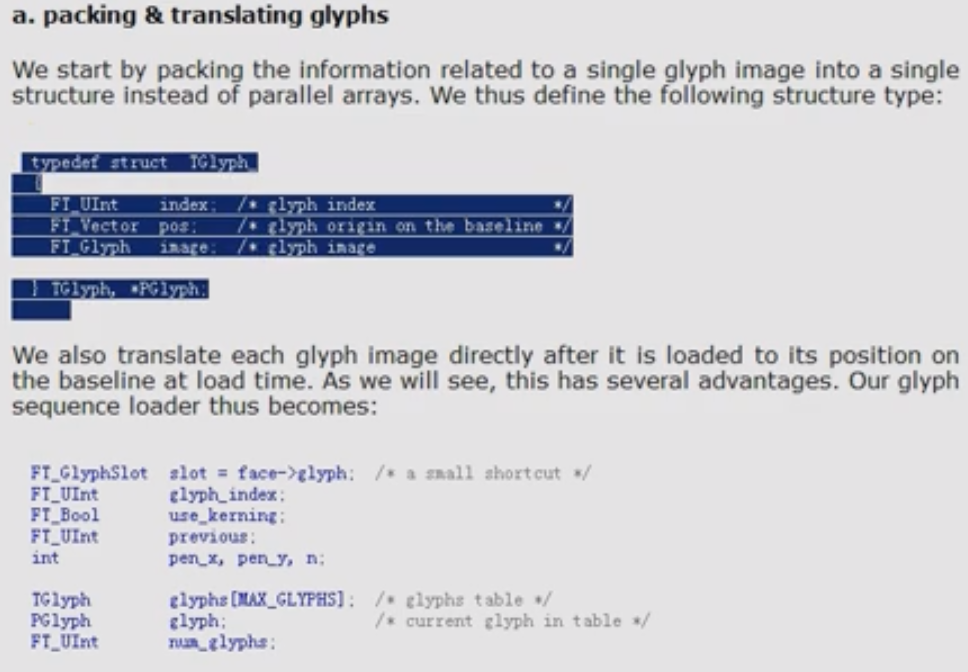 a. packing & translating glyphs
We start by packing the information related to a single glyph image into a single
structure instead of parallel arrays. We thus define the following structure type:
typedef struct  TGlyph_
{
FT_UInt    index;  /* glyph index                  */
FT_Vector  pos;    /* glyph origin on the baseline */
FT_Glyph   image;  /* glyph image                  */
} TGlyph, *PGlyph;
We also translate each glyph image directly after it is loaded to its position on
the baseline at load time. As we will see, this has several advantages. Our glyph
sequence loader thus becomes:
FT_GlyphSlot  slot = face->glyph;  /* a small shortcut */
FT_UInt       glyph_index;
FT_Bool       use_kerning;
FT_UInt       previous;
int           pen_x, pen_y, n;
TGlyph        glyphs[MAX_GLYPHS];  /* glyphs table */
PGlyph        glyph;               /* current glyph in table */
FT_UInt       num_glyphs;